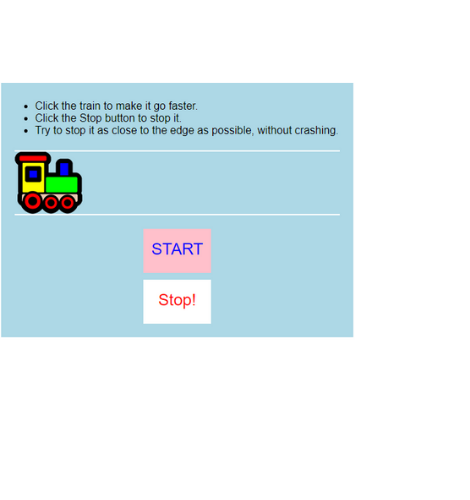 Click the train to make it go faster.
Click the Stop button to stop it.
Try to stop it as close to the edge as possible, without crashing.
START
Stop!